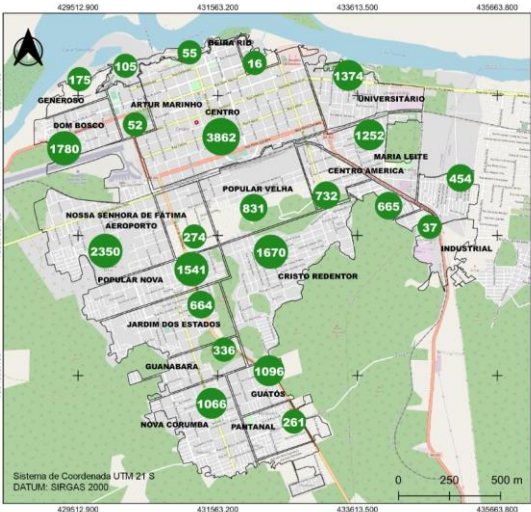 429512.900 431563.200 433613.500 435663.800
BEIRA RIO
55
105
16
175
1374
GENEROSO
ARTUR MARINHO
UNIVERSITÁRIO
CENTRO
DOM BOSCO
52
3862
1252
1780
MARIA LEITE
CENTRO AMERICA
454
POPULAR VELHA
732
831
665
NOSSA SENHORA DE FÁTIMA
AEROPORTO
274
37
2350
1670
INDUSTRIAL
1541
POPULAR NOVA
CRISTO REDENTOR
664
JARDIM DOS ESTADOS
336
GUANABARA
1096
GUATÓS
1066
NOVA CORUMBA
PANTANAL
261
Sistema de Coordenada UTM 21 S
DATUM: SIRGAS 2000
0 250 500 m
429512.900 431563.200 433613.500 435663.800